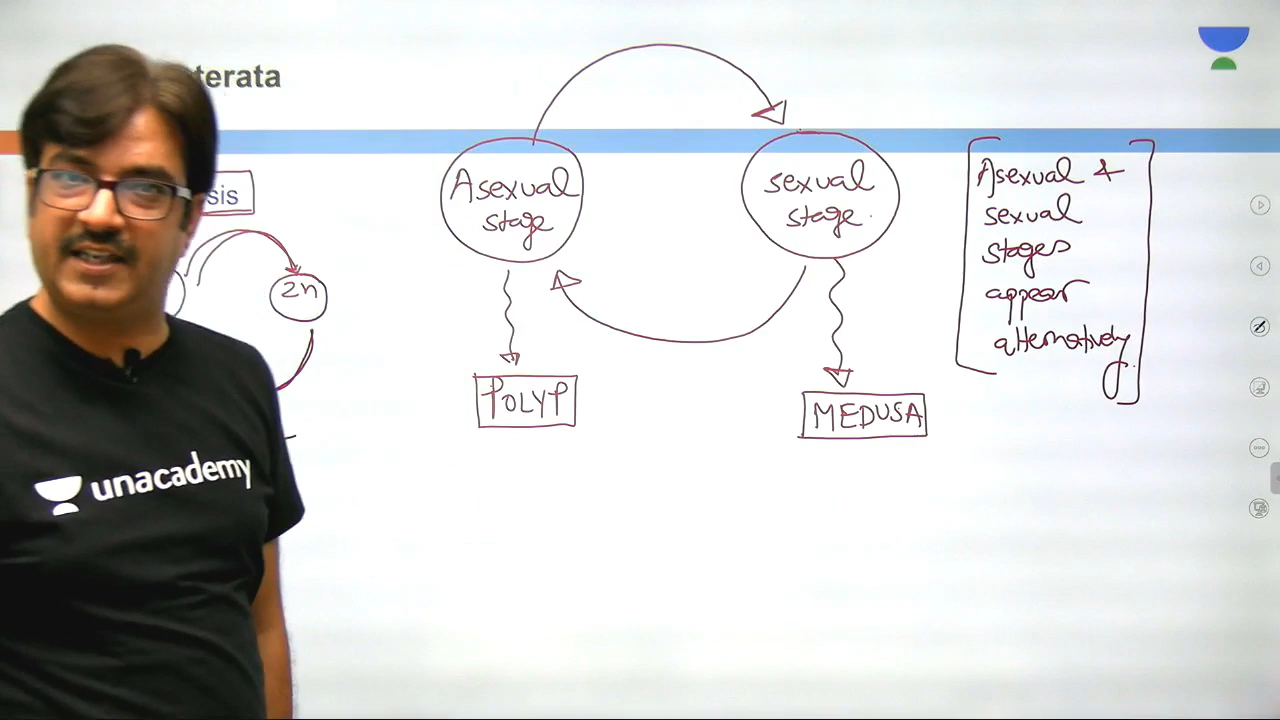 terata
sis
2n
Asexual
stage
sexual
stage.
POLYP
MEDUSA
Asexual &
sexual
stages
appear
alternatively
unacademy